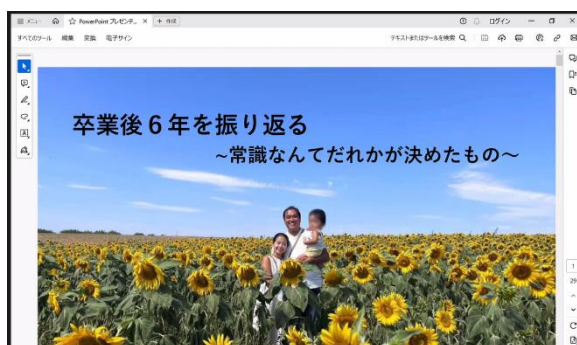 メニュー
PowerPoint プレゼンテ...
+ 作成
ログイン
すべてのツール 編集 変換 電子サイン
テキストまたはツールを検索
卒業後６年を振り返る
~常識なんてだれかが決めたもの～
1
29